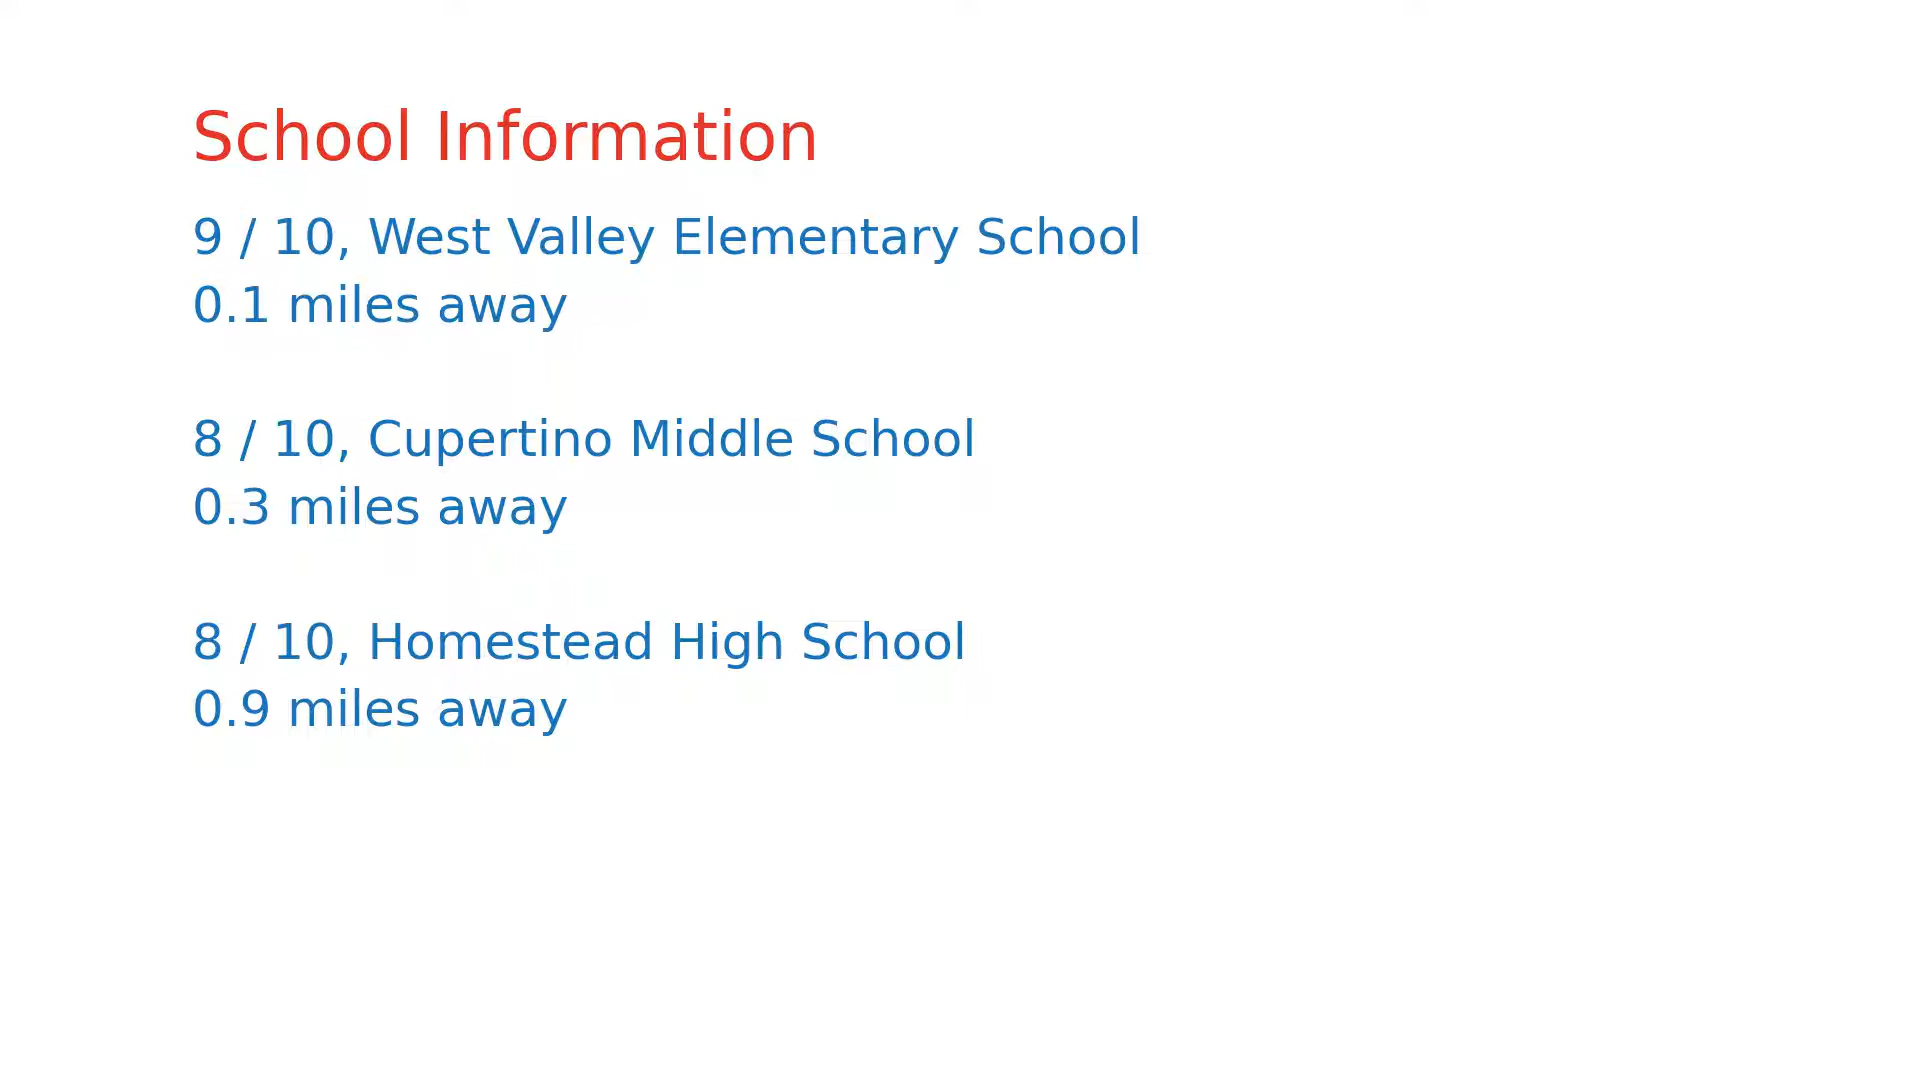 School Information
9 / 10, West Valley Elementary School
0.1 miles away
8 / 10, Cupertino Middle School
0.3 miles away
8 / 10, Homestead High School
0.9 miles away